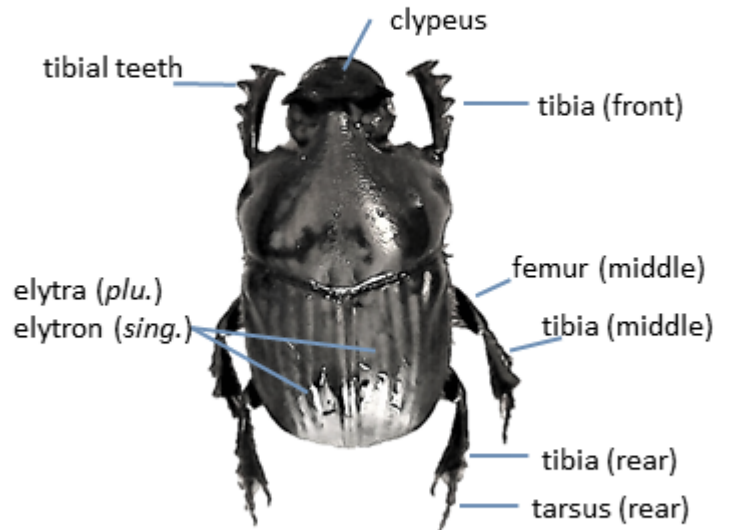 clypeus
tibial teeth
tibia (front)
femur (middle)
elytra (plu.)
elytron (sing.)
tibia (middle)
tibia (rear)
tarsus (rear)